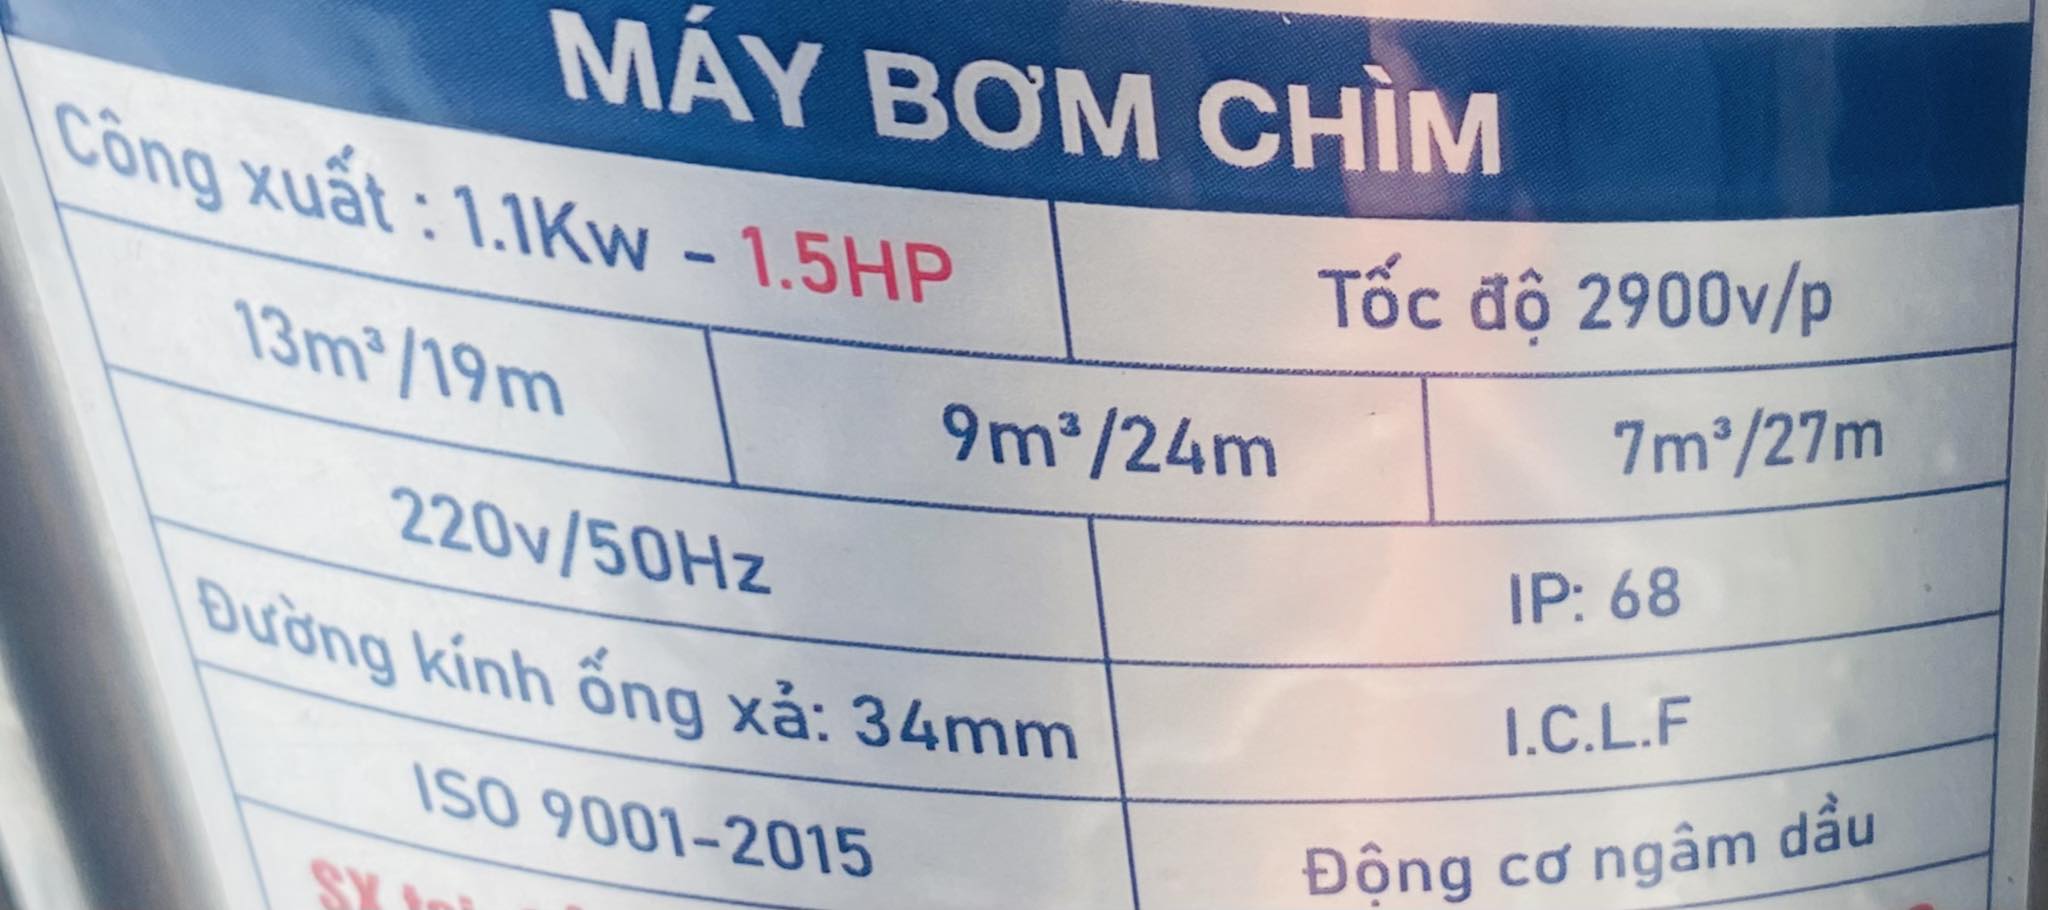 MÁY BƠM CHÌM
Công xuất : 1.1Kw - 1.5HP
Tốc độ 2900v/p
13m³/19m
9m³/24m
7m³/27m
220v/50Hz
IP: 68
Đường kính ống xả: 34mm
I.C.L.F
ISO 9001-2015
Động cơ ngâm dầu
SX